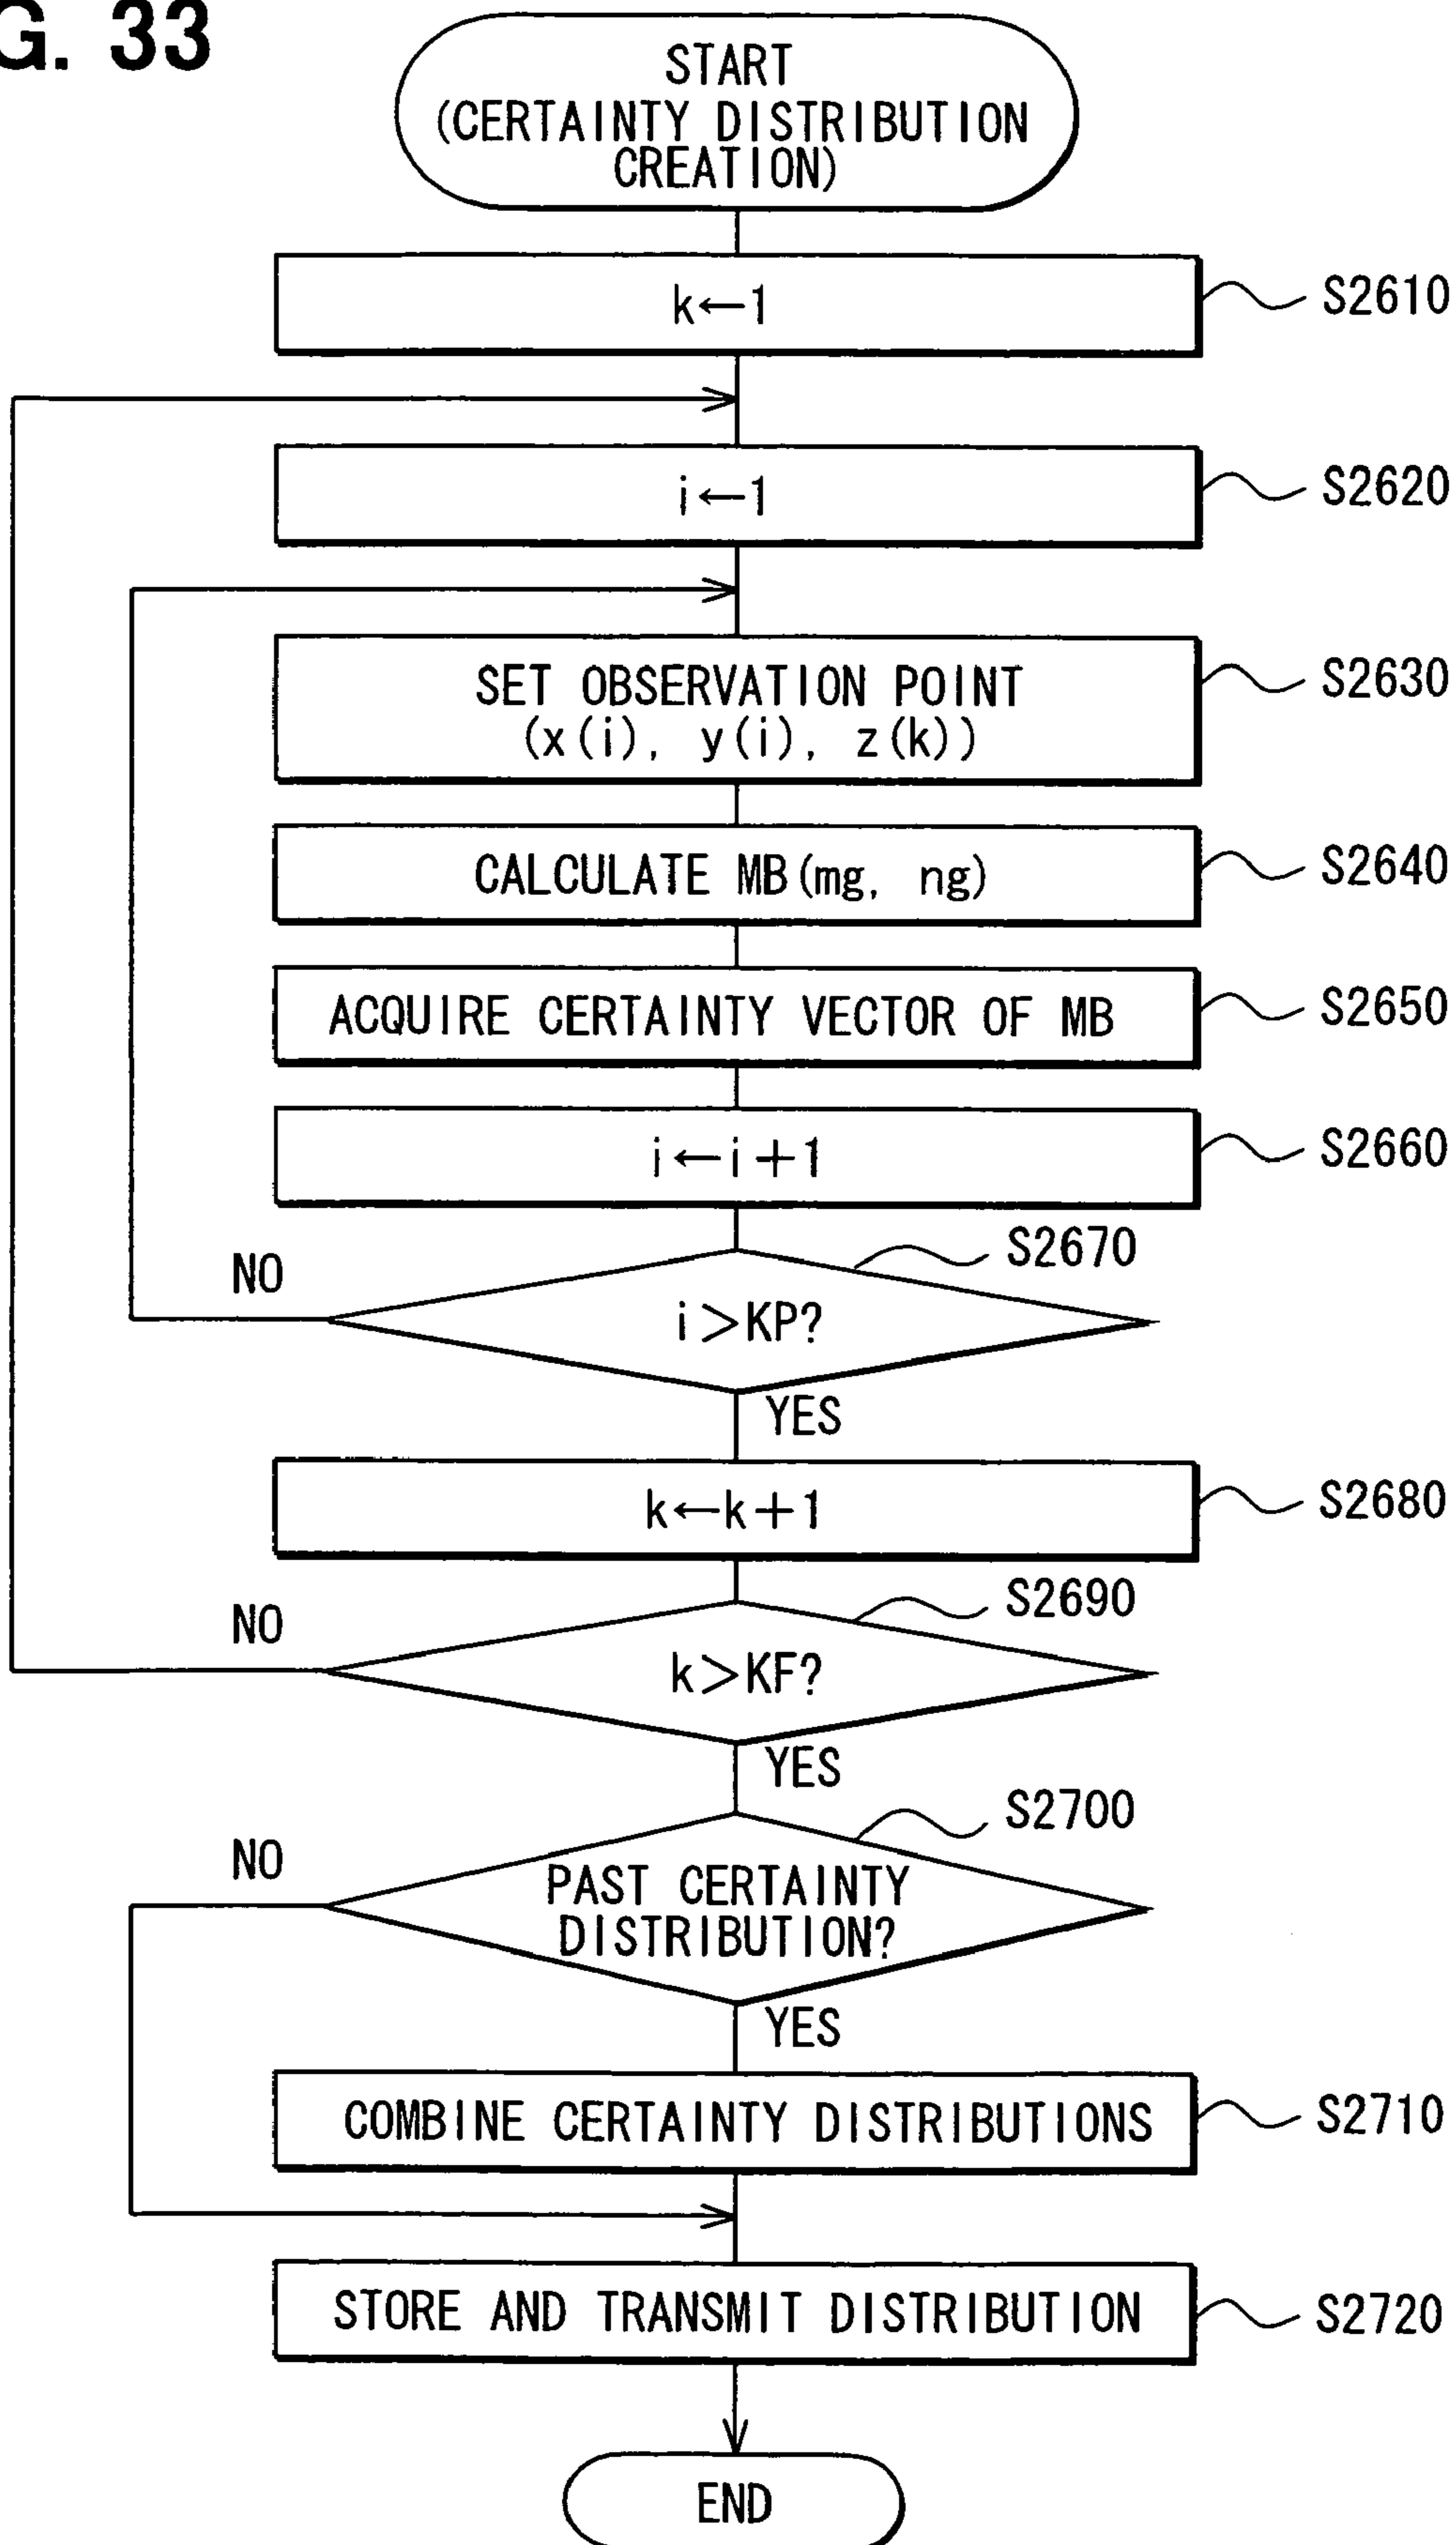 G. 33
START
(CERTAINTY DISTRIBUTION
CREATION)
k←1
S2610
i←1
S2620
SET OBSERVATION POINT
(x(i), y(i), z(k))
S2630
CALCULATE MB(mg, ng)
S2640
ACQUIRE CERTAINTY VECTOR OF MB
S2650
i←i+1
S2660
S2670
NO
i>KP?
YES
k←k+1
S2680
S2690
NO
k>KF?
YES
S2700
NO
PAST CERTAINTY
DISTRIBUTION?
YES
COMBINE CERTAINTY DISTRIBUTIONS
S2710
STORE AND TRANSMIT DISTRIBUTION
S2720
END